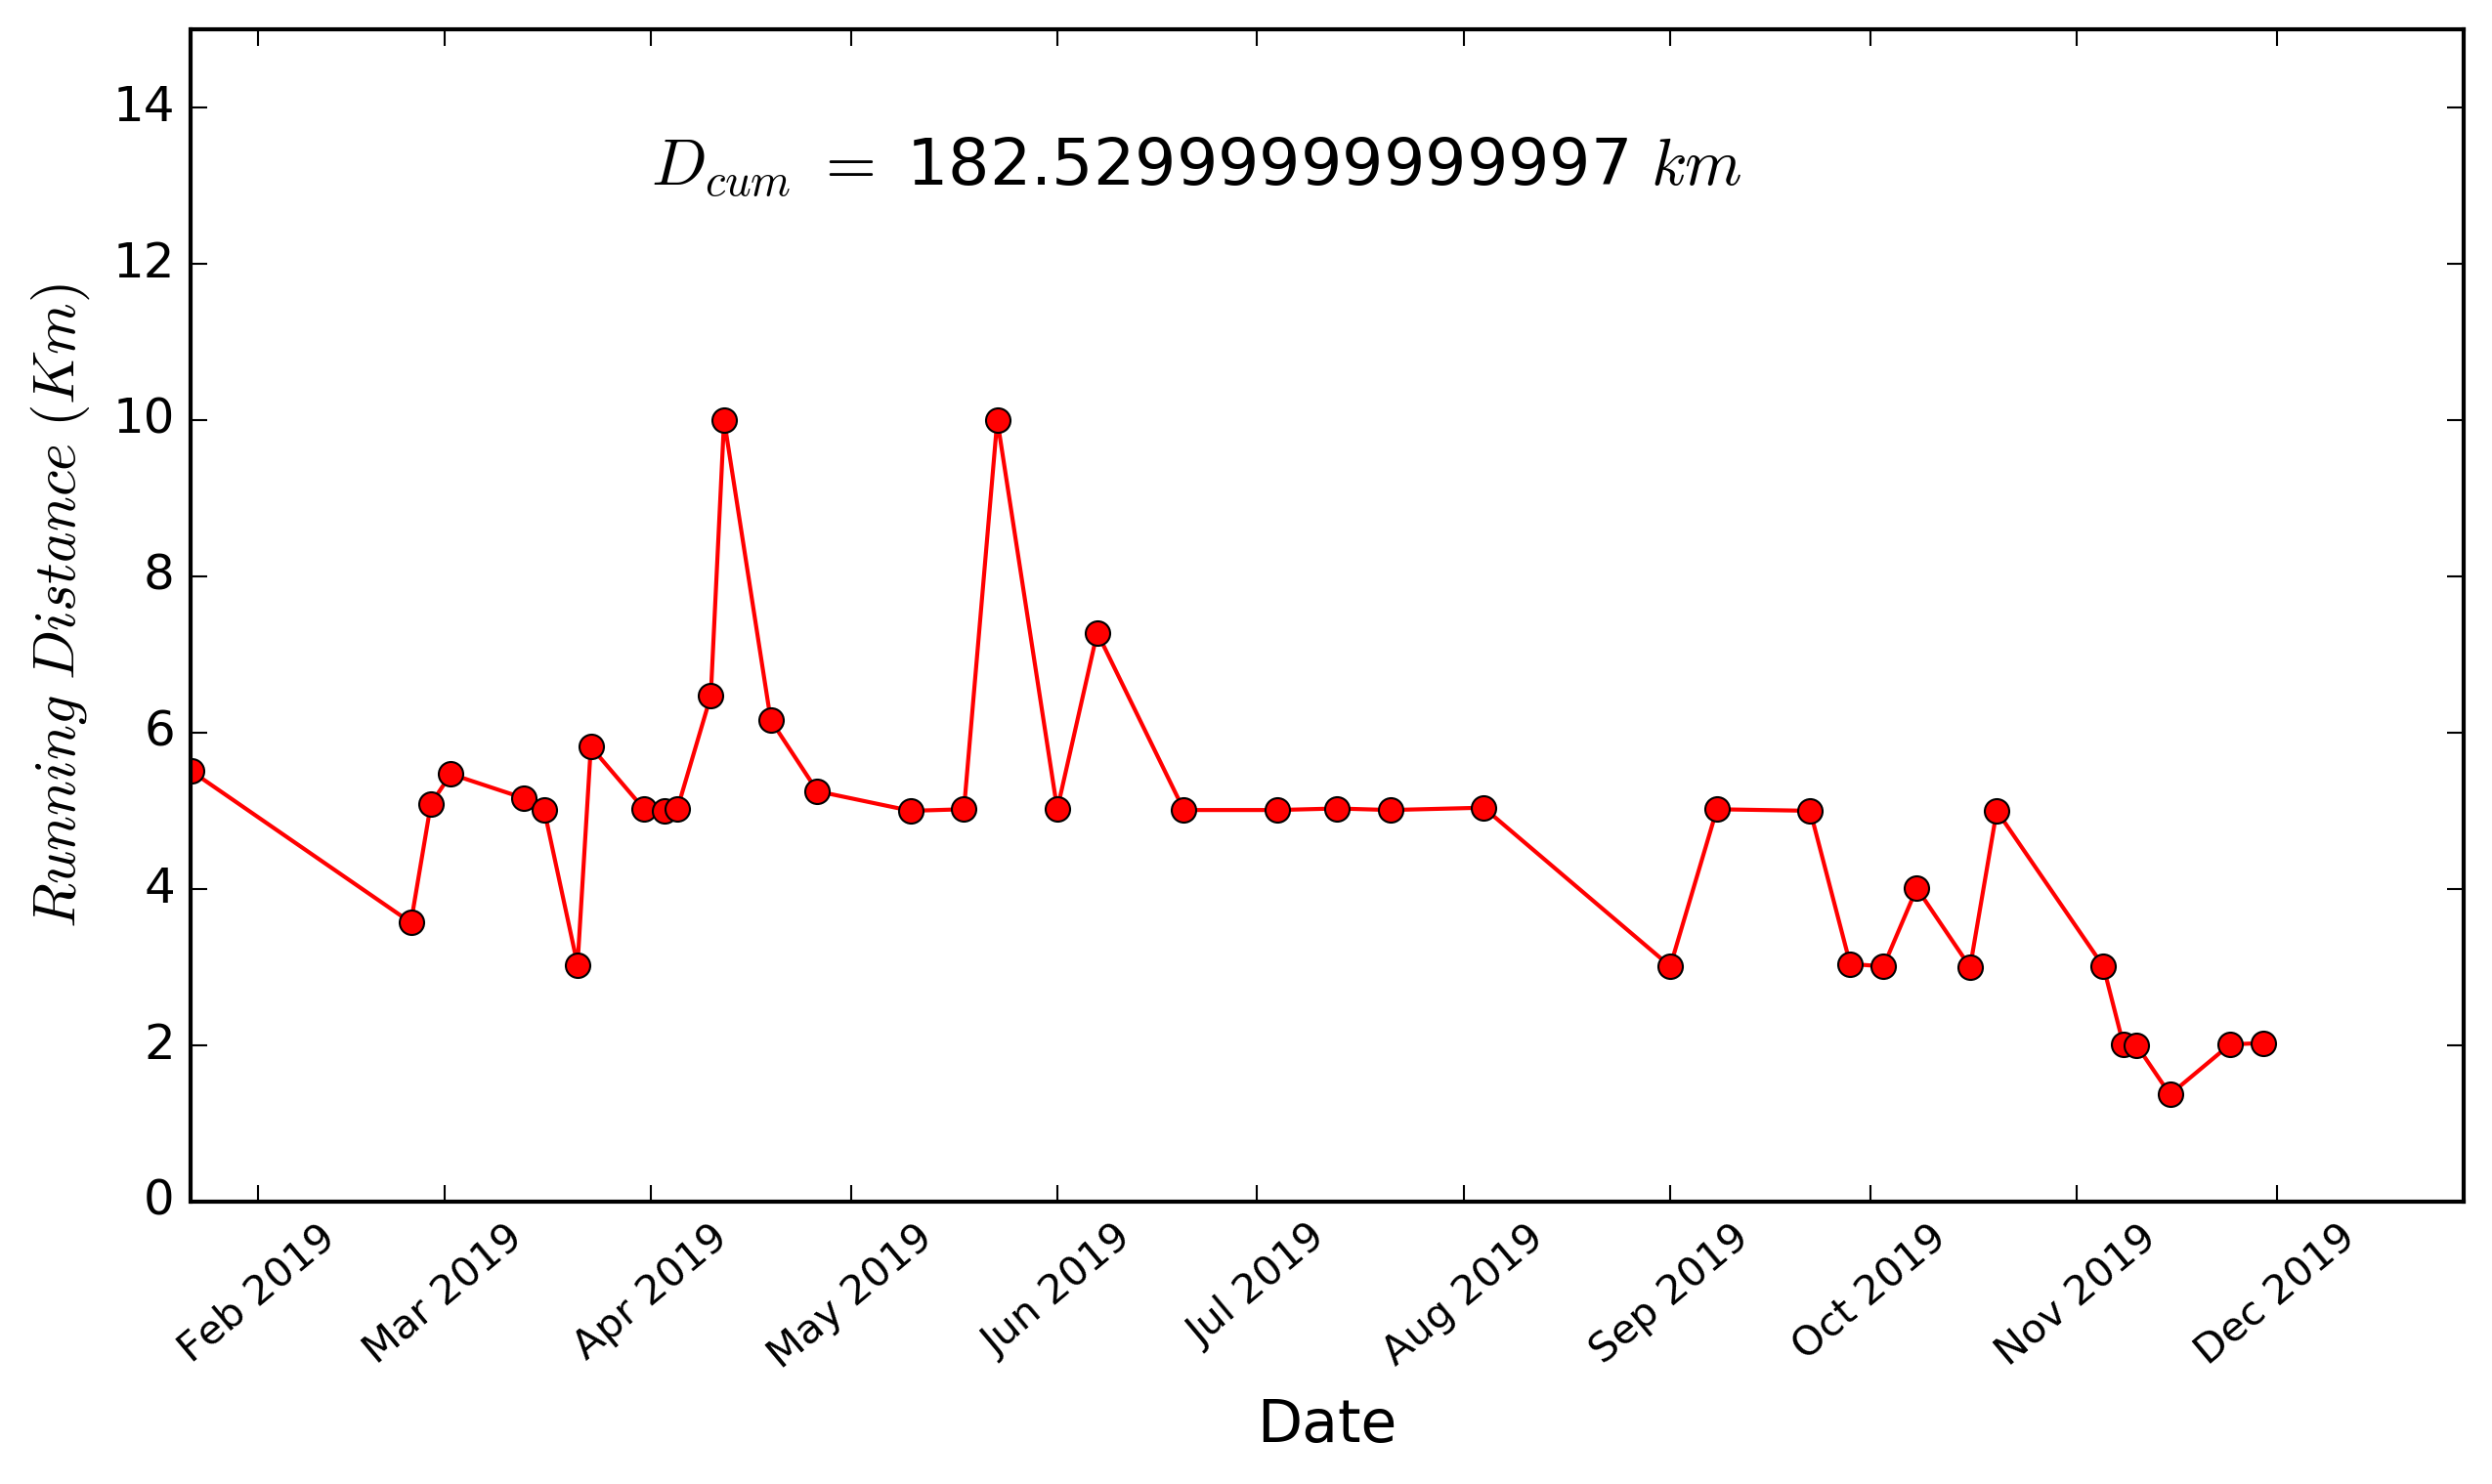 D_cum = 182.52999999999997 km
Running Distance (Km)
14
12
10
8
6
4
2
0
Feb 2019
Mar 2019
Apr 2019
May 2019
Jun 2019
Jul 2019
Aug 2019
Sep 2019
Oct 2019
Nov 2019
Dec 2019
Date